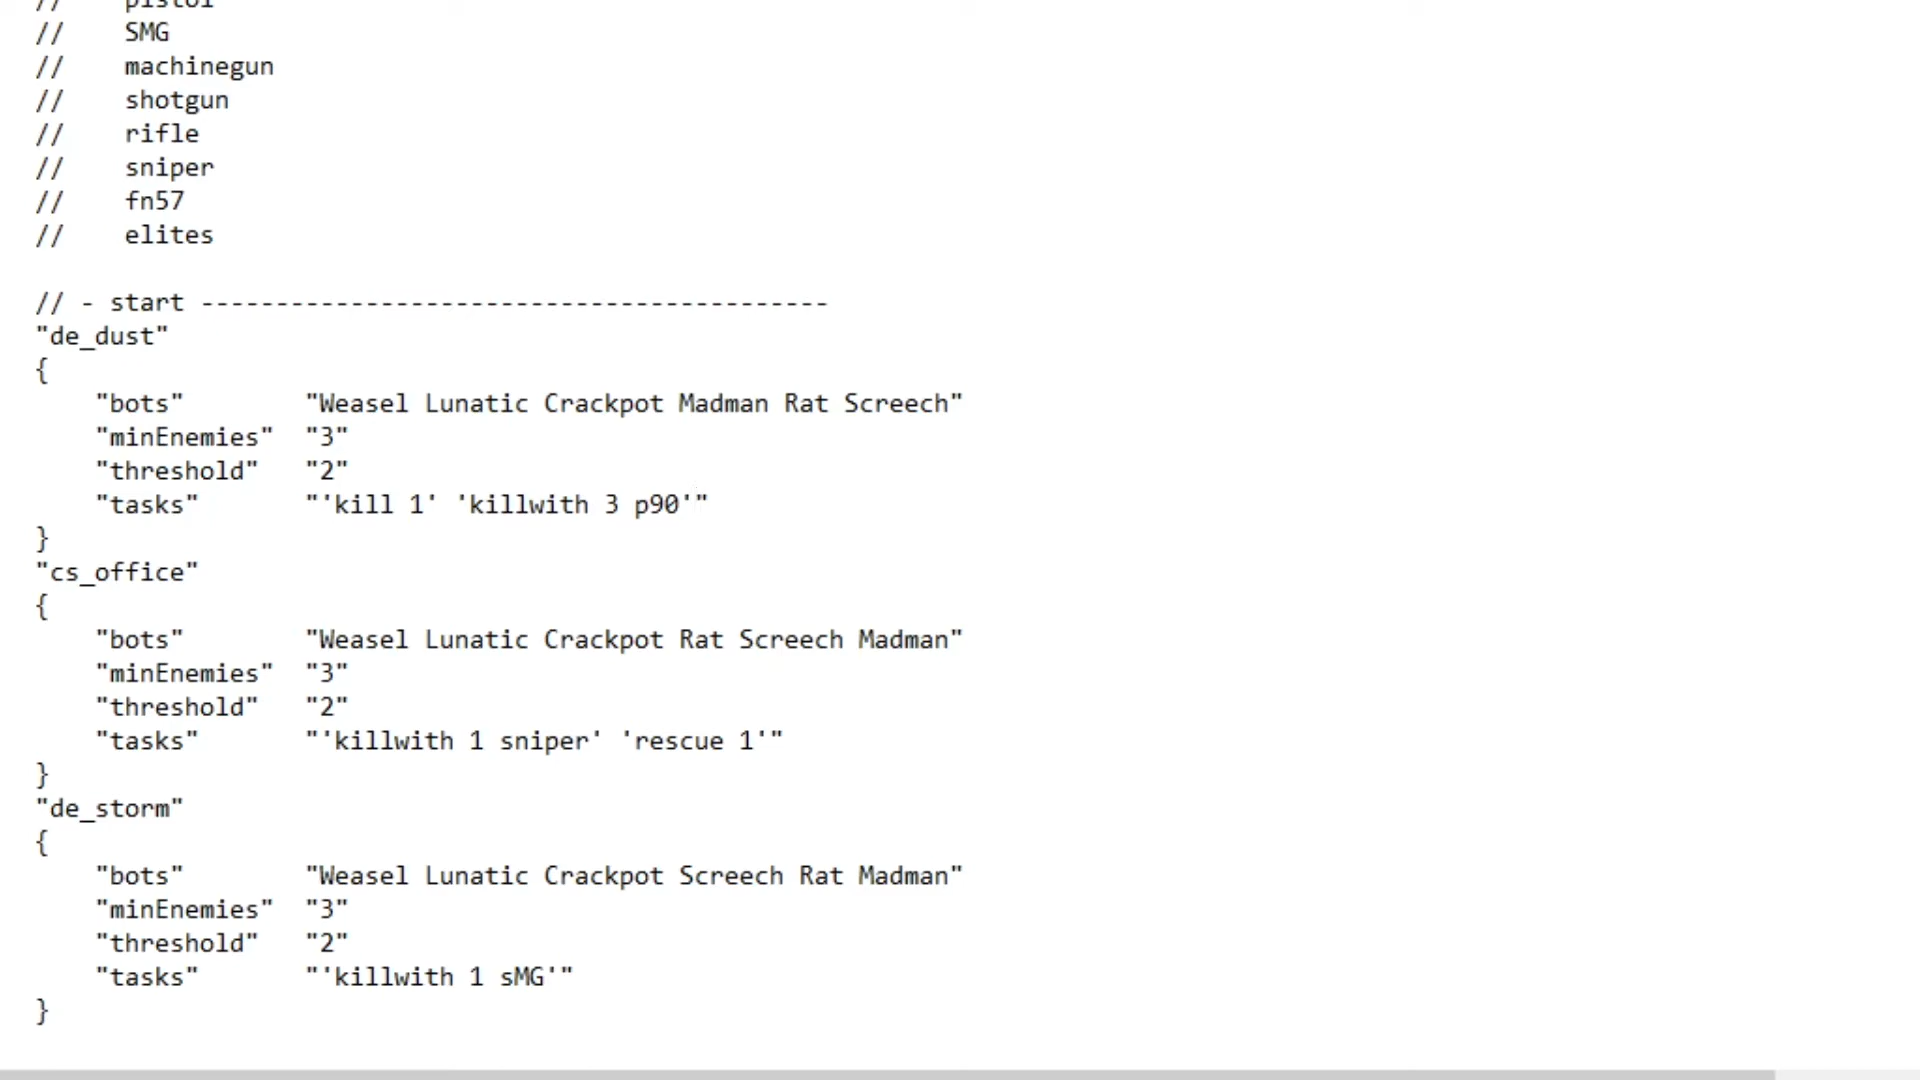 // pistol
// SMG
// machinegun
// shotgun
// rifle
// sniper
// fn57
// elites
// - start ------------------------------------------
"de_dust"
{
"bots" "Weasel Lunatic Crackpot Madman Rat Screech"
"minEnemies" "3"
"threshold" "2"
"tasks" "'kill 1' 'killwith 3 p90'"
}
"cs_office"
{
"bots" "Weasel Lunatic Crackpot Rat Screech Madman"
"minEnemies" "3"
"threshold" "2"
"tasks" "'killwith 1 sniper' 'rescue 1'"
}
"de_storm"
{
"bots" "Weasel Lunatic Crackpot Screech Rat Madman"
"minEnemies" "3"
"threshold" "2"
"tasks" "'killwith 1 sMG'"
}